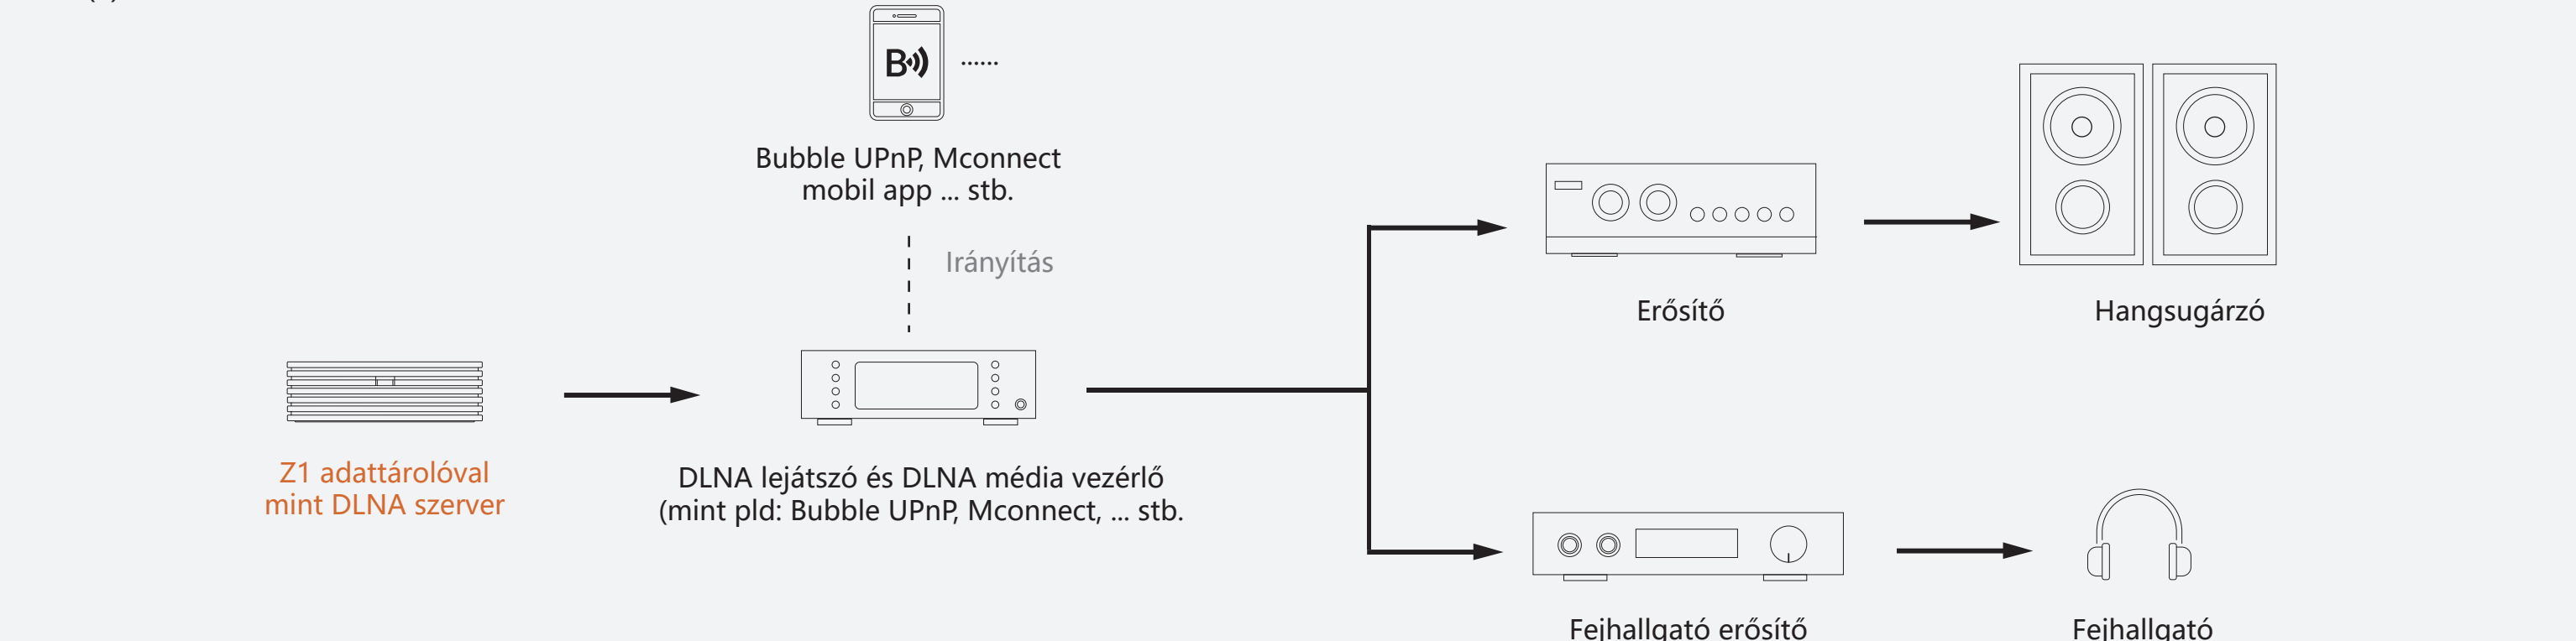 B
......
Bubble UPnP, Mconnect
mobil app ... stb.
Irányítás
Erősítő
Hangsugárzó
Z1 adattárolóval
mint DLNA szerver
DLNA lejátszó és DLNA média vezérlő
(mint pld: Bubble UPnP, Mconnect, ... stb.
Fejhallgató erősítő
Fejhallgató